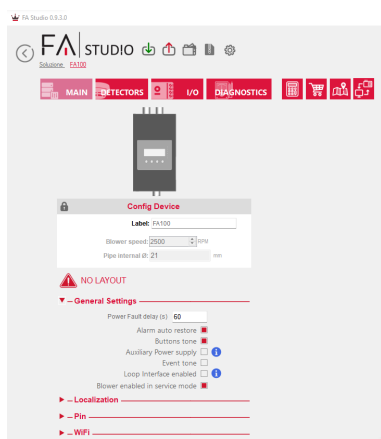 FA Studio 0.9.3.0
FA STUDIO
Soluzione FA100
MAIN DETECTORS I/O DIAGNOSTICS
Config Device
Label: FA100
Blower speed: 2500 RPM
Pipe internal Ø: 21 mm
NO LAYOUT
General Settings
Power Fault delay (s) 60
Alarm auto restore
Buttons tone
Auxiliary Power supply
Event tone
Loop Interface enabled
Blower enabled in service mode
Localization
Pin
WiFi